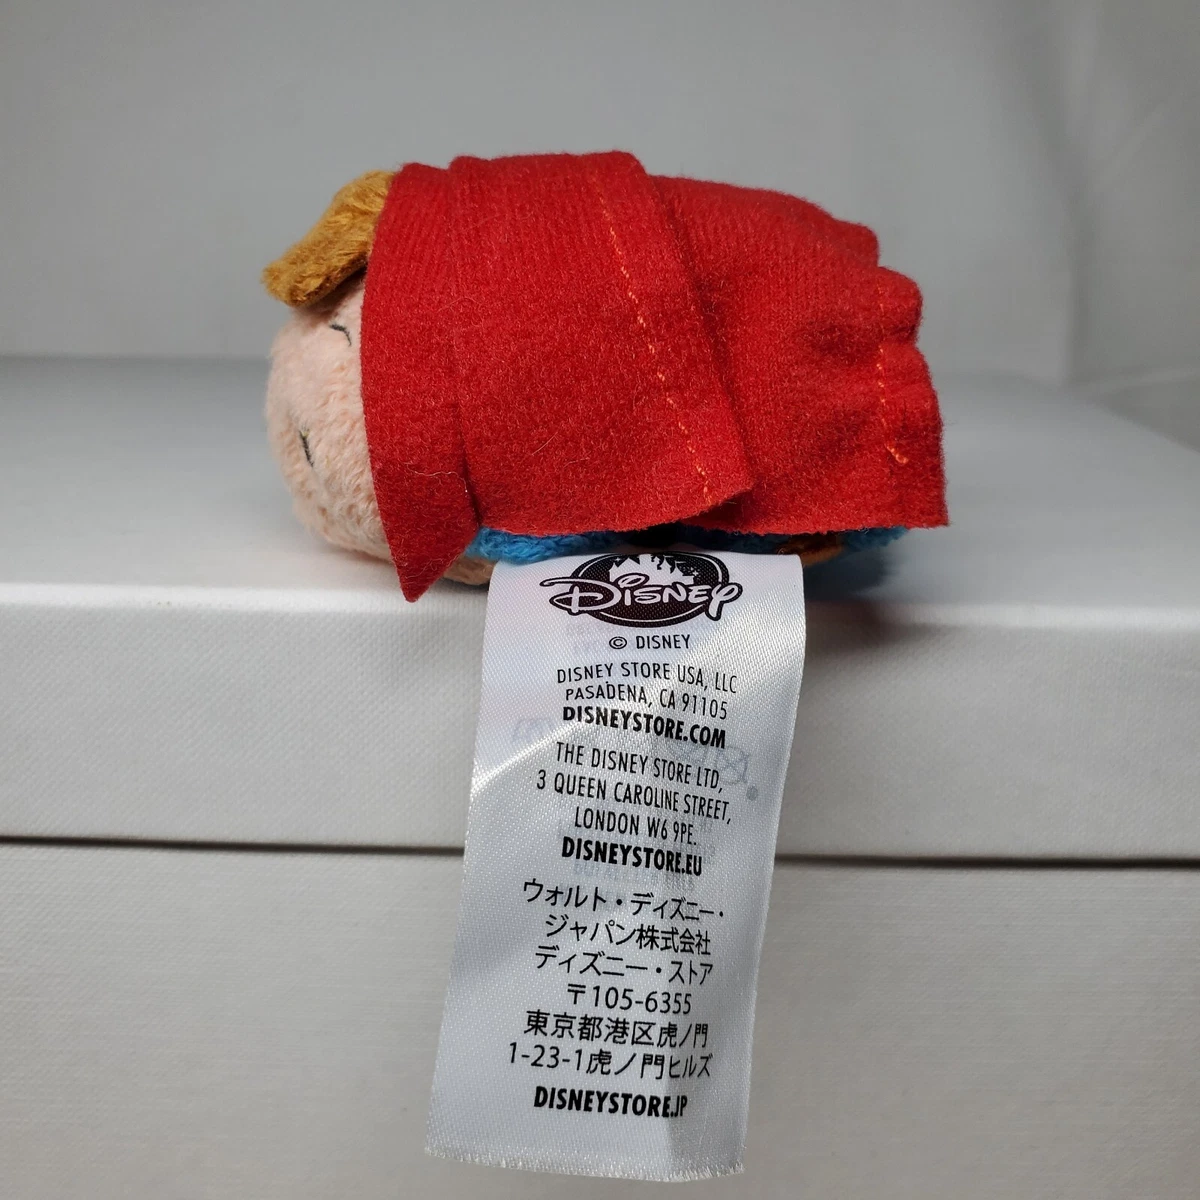 DISNEY
© DISNEY
DISNEY STORE USA, LLC
PASADENA, CA 91105
DISNEYSTORE.COM
THE DISNEY STORE LTD,
3 QUEEN CAROLINE STREET,
LONDON W6 9PE.
DISNEYSTORE.EU
ウォルト・ディズニー・
ジャパン株式会社
ディズニー・ストア
〒105-6355
東京都港区虎ノ門
1-23-1虎ノ門ヒルズ
DISNEYSTORE.JP